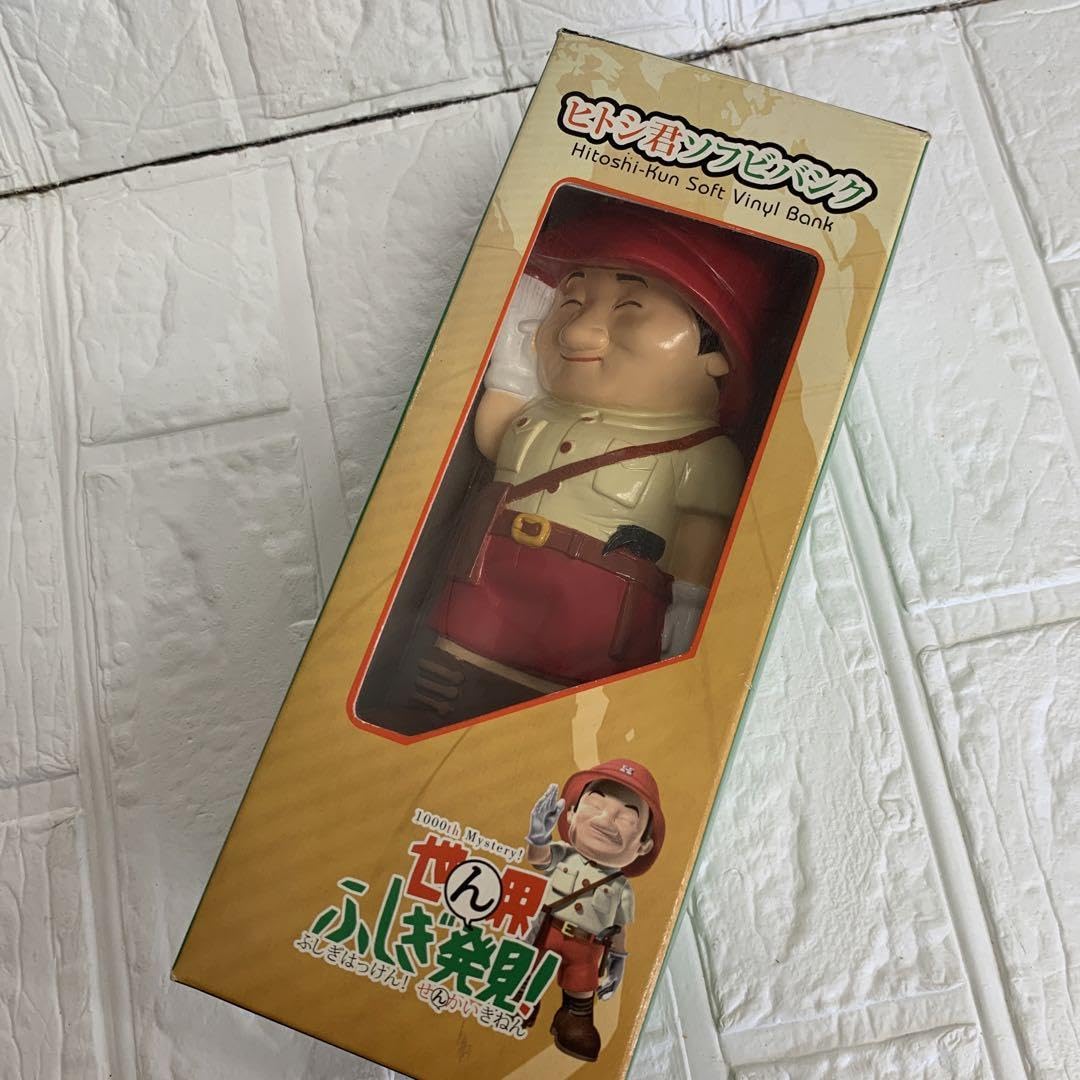 ヒトシ君ソフビバンク
Hitoshi-Kun Soft Vinyl Bank
H
1000th Mystery!
世ん界
ふしぎ発見!
ふしぎはっけん! せんかいきねん